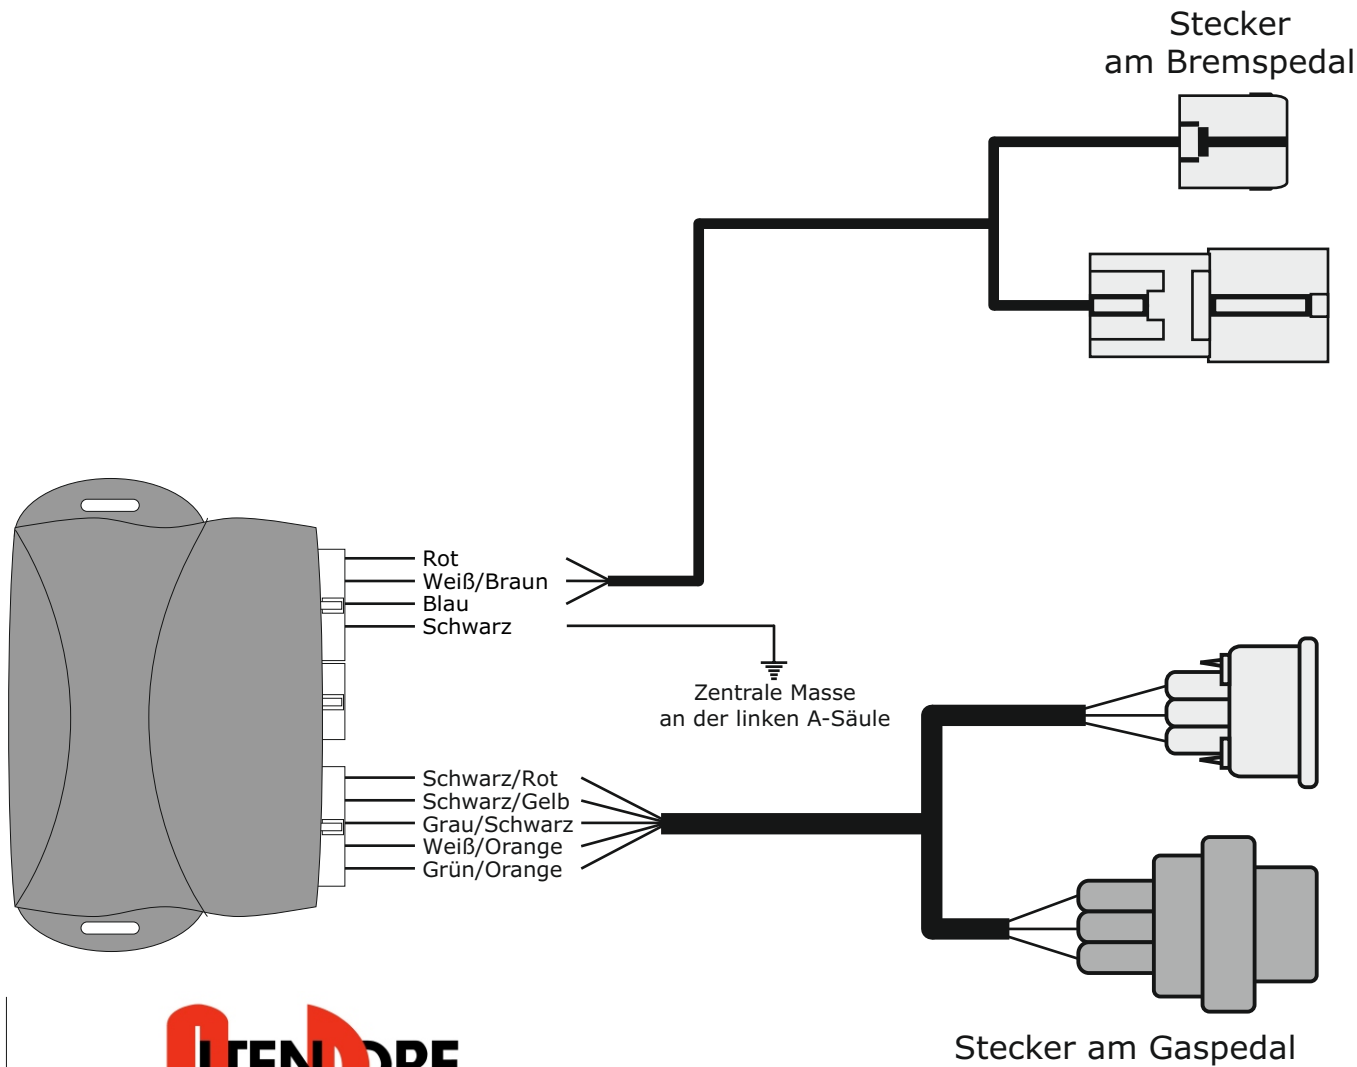 Stecker
am Bremspedal
Rot
Weiß/Braun
Blau
Schwarz
Zentrale Masse
an der linken A-Säule
Schwarz/Rot
Schwarz/Gelb
Grau/Schwarz
Weiß/Orange
Grün/Orange
Stecker am Gaspedal